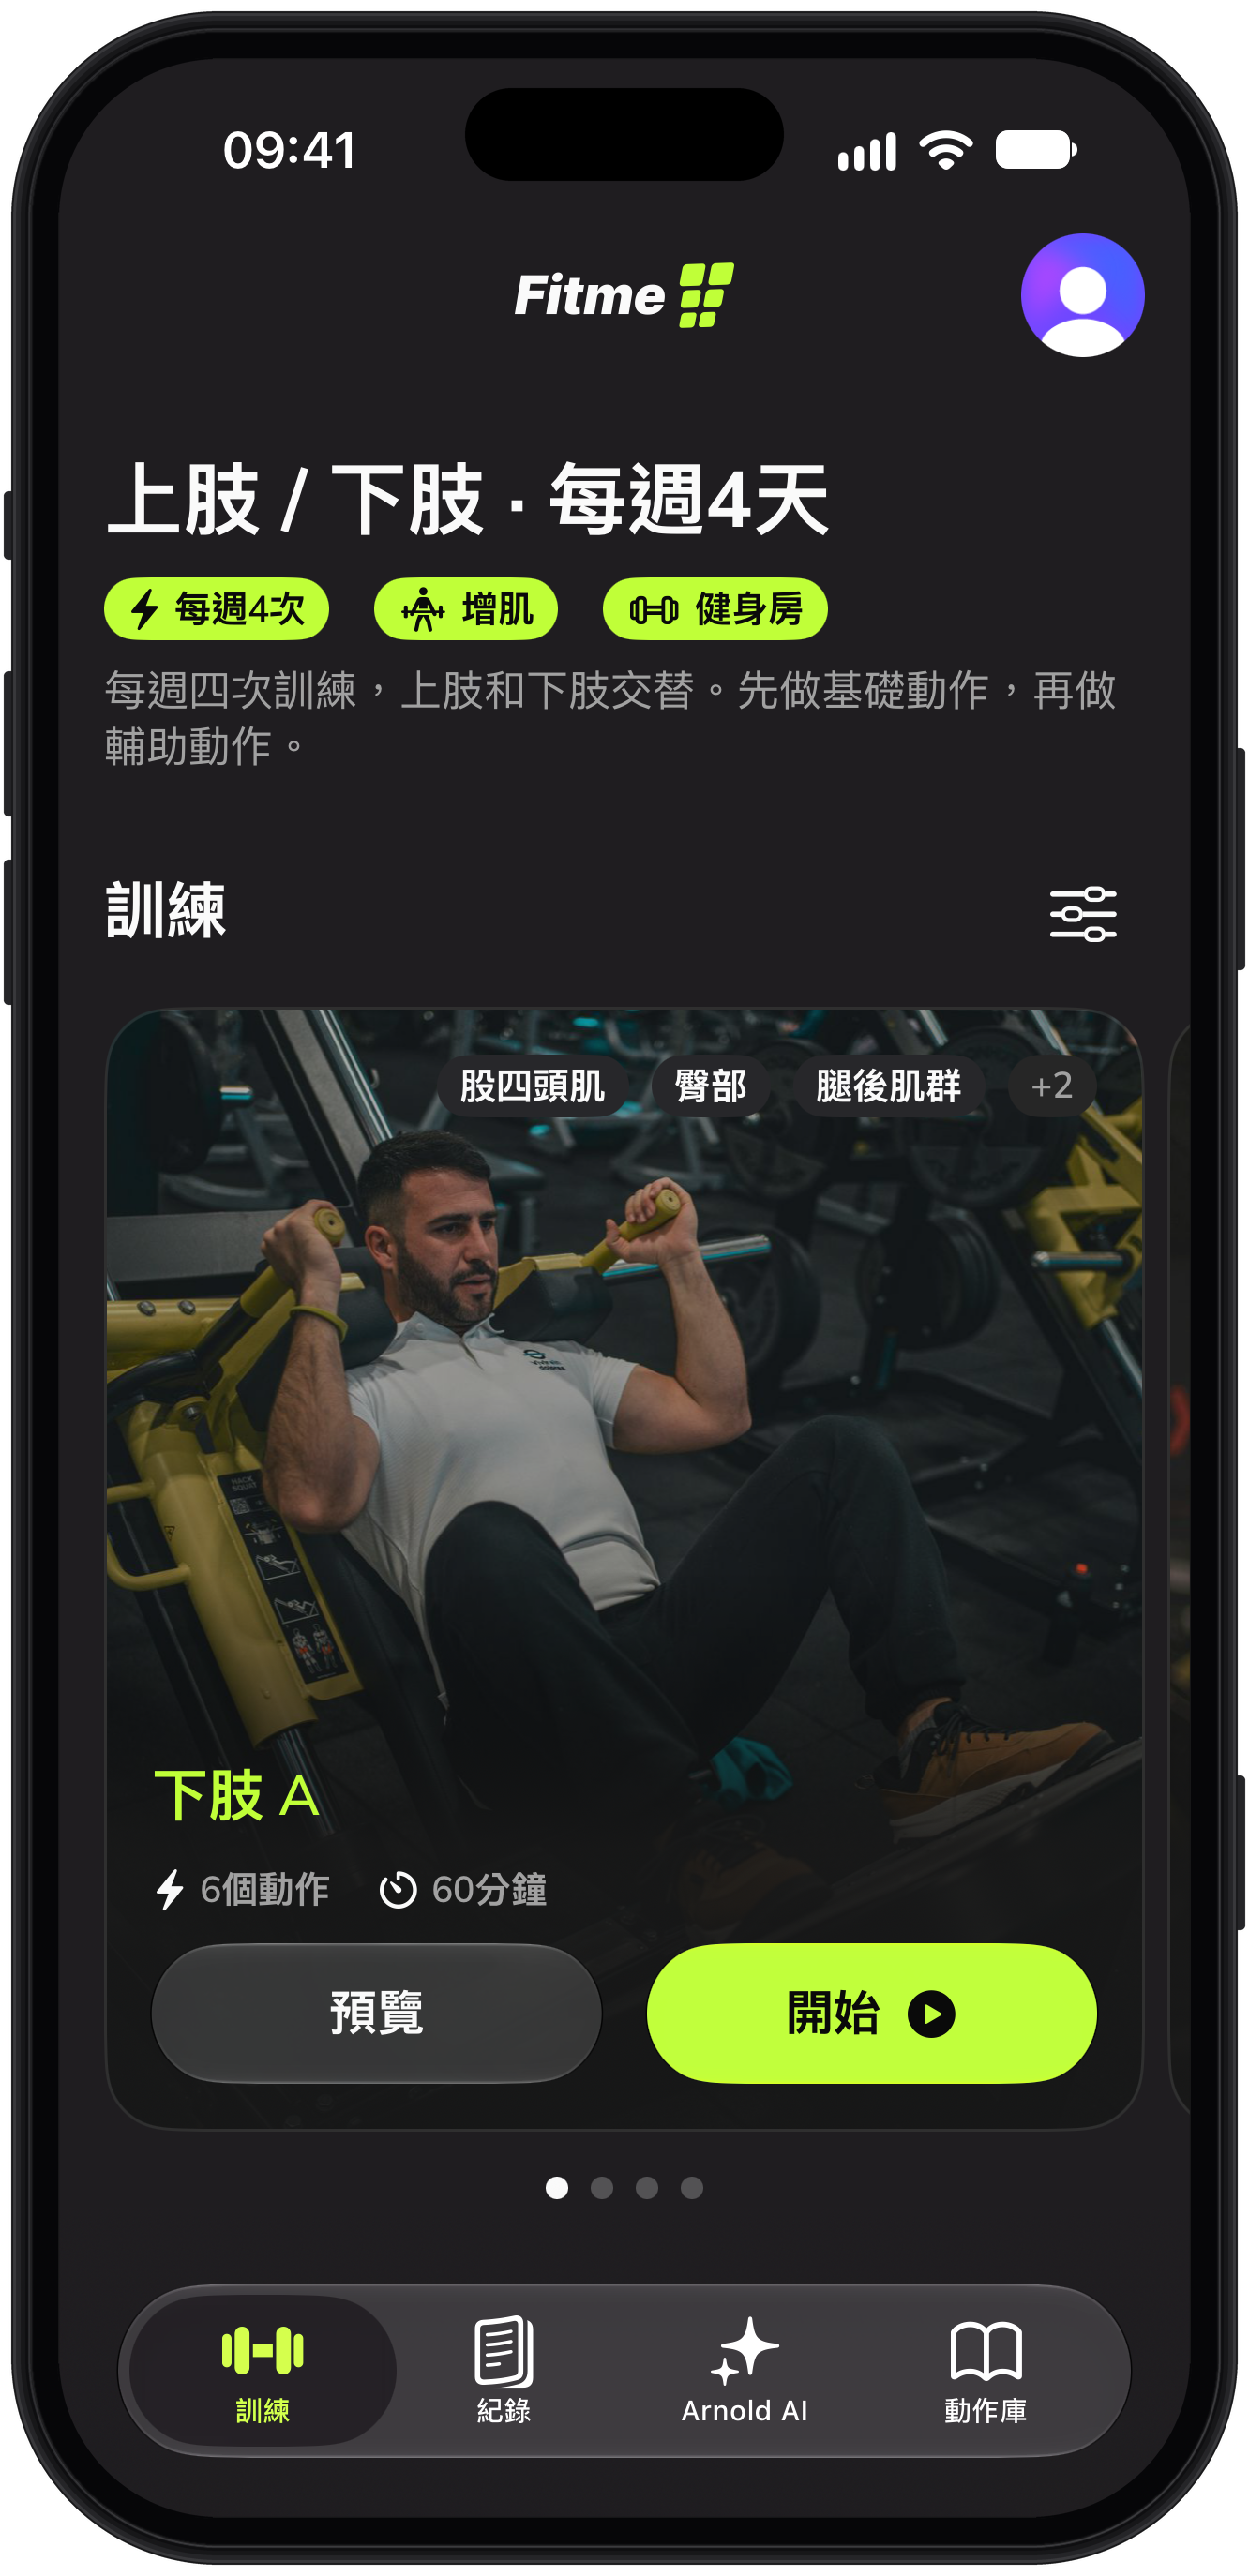 09:41
Fitme
上肢 / 下肢 · 每週4天
每週4次
增肌
健身房
每週四次訓練，上肢和下肢交替。先做基礎動作，再做
輔助動作。
訓練
股四頭肌
臀部
腿後肌群
+2
HACK
SQUAT
下肢 A
6個動作
60分鐘
預覽
開始
訓練
紀錄
Arnold AI
動作庫